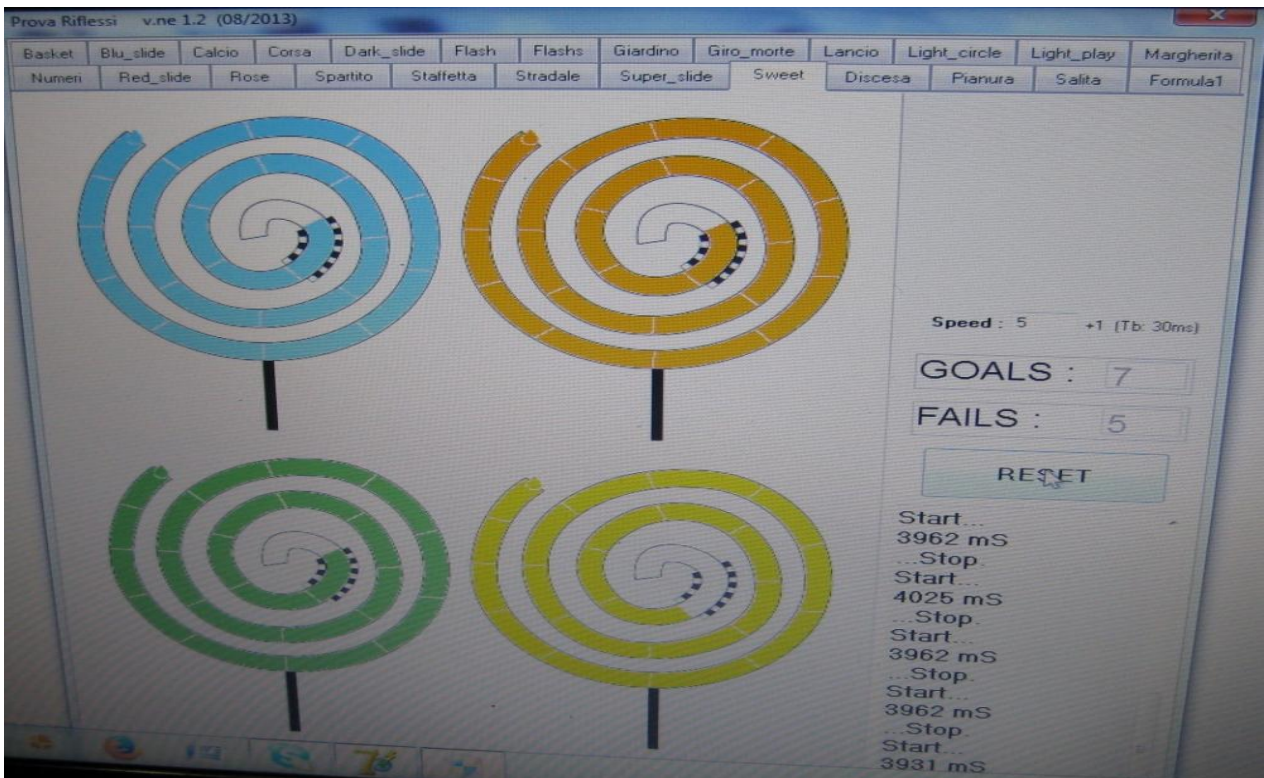 Prova Riflessi v.ne 1.2 (08/2013)
Basket Blu_slide Calcio Corsa Dark_slide Flash Flashs Giardino Giro_morte Lancio Light_circle Light_play Margherita
Numeri Red_slide Rose Spartito Staffetta Stradale Super_slide Sweet Discesa Pianura Salita Formula1
Speed : 5 +1 (Tb: 30ms)
GOALS : 7
FAILS : 5
RESET
Start...
3962 mS
...Stop.
Start...
4025 mS
...Stop.
Start...
3962 mS
...Stop.
Start...
3962 mS
...Stop.
Start...
3931 mS